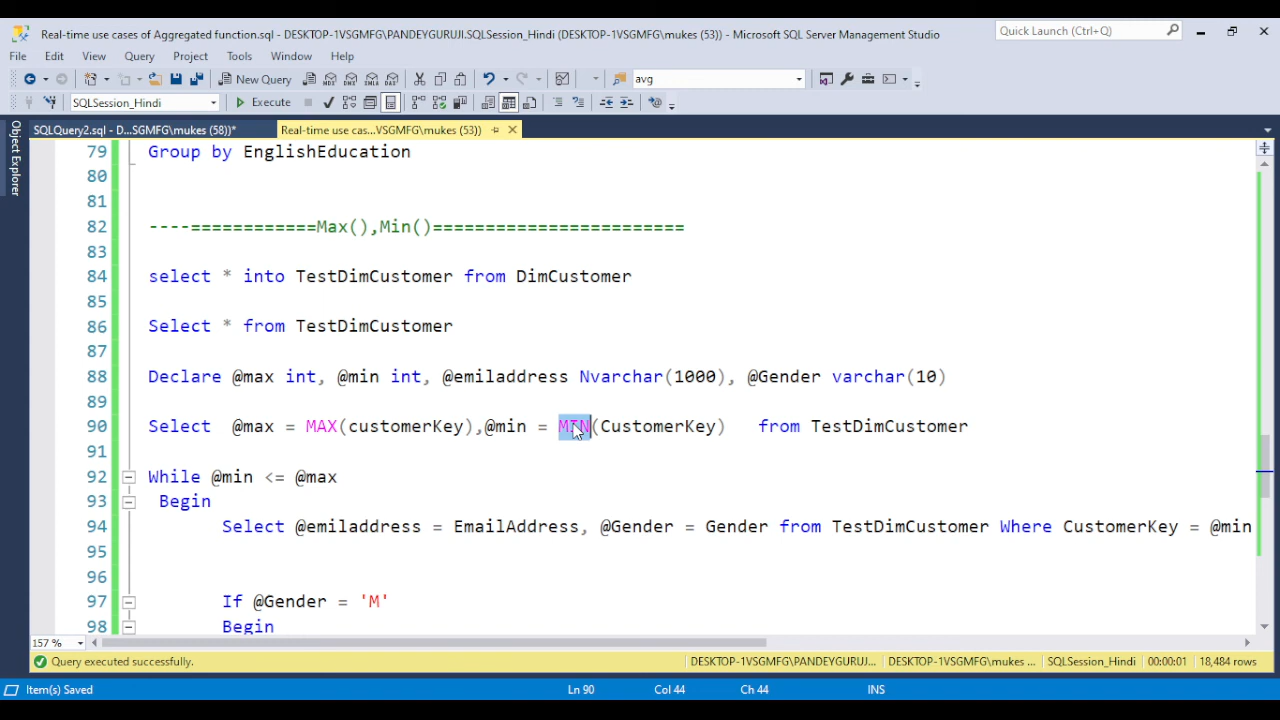 Real-time use cases of Aggregated function.sql - DESKTOP-1VSGMFG\PANDEYGURUJI.SQLSession_Hindi (DESKTOP-1VSGMFG\mukes (53)) - Microsoft SQL Server Management Studio
Quick Launch (Ctrl+Q)
File Edit View Query Project Tools Window Help
New Query avg
SQLSession_Hindi Execute
SQLQuery2.sql - D...SGMFG\mukes (58))* Real-time use cas...VSGMFG\mukes (53))
Object Explorer
79 Group by EnglishEducation
80
81
82 ----============Max(),Min()========================
83
84 select * into TestDimCustomer from DimCustomer
85
86 Select * from TestDimCustomer
87
88 Declare @max int, @min int, @emiladdress Nvarchar(1000), @Gender varchar(10)
89
90 Select @max = MAX(customerKey),@min = MIN(CustomerKey) from TestDimCustomer
91
92 While @min <= @max
93 Begin
94 Select @emiladdress = EmailAddress, @Gender = Gender from TestDimCustomer Where CustomerKey = @min
95
96
97 If @Gender = 'M'
98 Begin
157 %
Query executed successfully. DESKTOP-1VSGMFG\PANDEYGURUJ... DESKTOP-1VSGMFG\mukes ... SQLSession_Hindi 00:00:01 18,484 rows
Item(s) Saved Ln 90 Col 44 Ch 44 INS